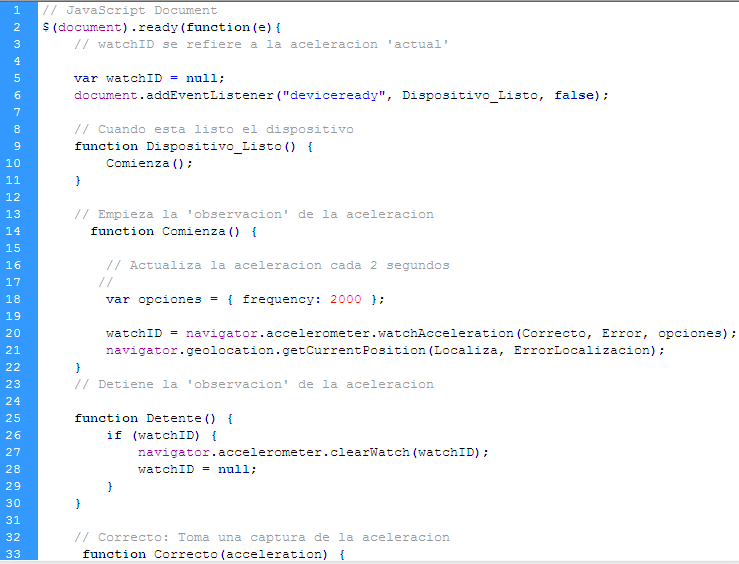 1 // JavaScript Document
2 $(document).ready(function(e){
3 // watchID se refiere a la aceleracion 'actual'
4
5 var watchID = null;
6 document.addEventListener("deviceready", Dispositivo_Listo, false);
7
8 // Cuando esta listo el dispositivo
9 function Dispositivo_Listo() {
10 Comienza();
11 }
12
13 // Empieza la 'observacion' de la aceleracion
14 function Comienza() {
15
16 // Actualiza la aceleracion cada 2 segundos
17 //
18 var opciones = { frequency: 2000 };
19
20 watchID = navigator.accelerometer.watchAcceleration(Correcto, Error, opciones);
21 navigator.geolocation.getCurrentPosition(Localiza, ErrorLocalizacion);
22 }
23 // Detiene la 'observacion' de la aceleracion
24
25 function Detente() {
26 if (watchID) {
27 navigator.accelerometer.clearWatch(watchID);
28 watchID = null;
29 }
30 }
31
32 // Correcto: Toma una captura de la aceleracion
33 function Correcto(acceleration) {